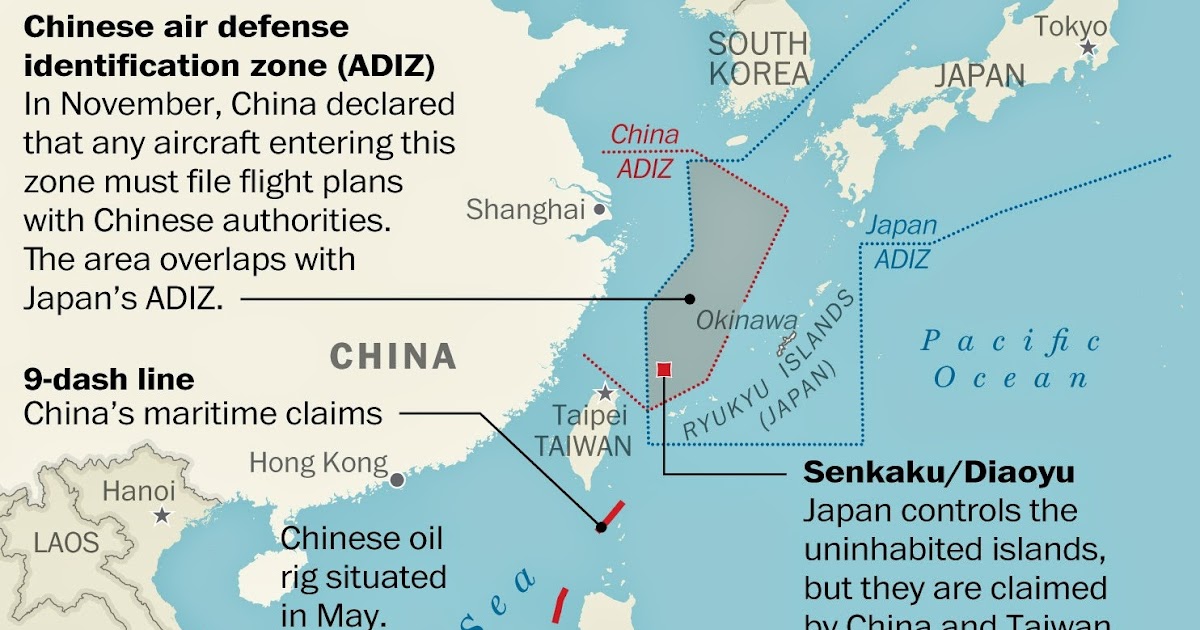 Chinese air defense
identification zone (ADIZ)
In November, China declared
that any aircraft entering this
zone must file flight plans
with Chinese authorities.
The area overlaps with
Japan's ADIZ.
SOUTH
KOREA
Tokyo
JAPAN
China
ADIZ
Shanghai
Japan
ADIZ
Okinawa
RYUKYU ISLANDS
(JAPAN)
Pacific
Ocean
CHINA
9-dash line
China's maritime claims
Taipei
TAIWAN
Hong Kong
Hanoi
LAOS
Chinese oil
rig situated
in May.
Sea
Senkaku/Diaoyu
Japan controls the
uninhabited islands,
but they are claimed
by China and Taiwan